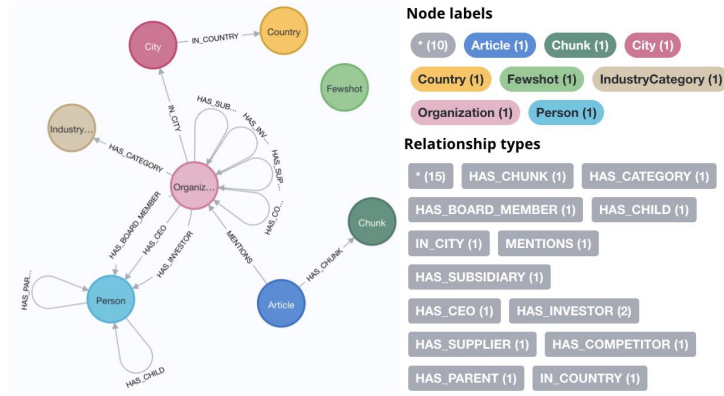 Node labels
* (10) Article (1) Chunk (1) City (1)
Country (1) Fewshot (1) IndustryCategory (1)
Organization (1) Person (1)
Relationship types
* (15) HAS_CHUNK (1) HAS_CATEGORY (1)
HAS_BOARD_MEMBER (1) HAS_CHILD (1)
IN_CITY (1) MENTIONS (1)
HAS_SUBSIDIARY (1)
HAS_CEO (1) HAS_INVESTOR (2)
HAS_SUPPLIER (1) HAS_COMPETITOR (1)
HAS_PARENT (1) IN_COUNTRY (1)
City
IN_COUNTRY
Country
Fewshot
IN_CITY
Industry...
HAS_CATEGORY
HAS_SUB...
HAS_INV...
HAS_SUP...
HAS_CO...
Organiz...
HAS_BOARD_MEMBER
HAS_CEO
HAS_INVESTOR
MENTIONS
Chunk
HAS_CHUNK
Article
Person
HAS_PAR...
HAS_CHILD